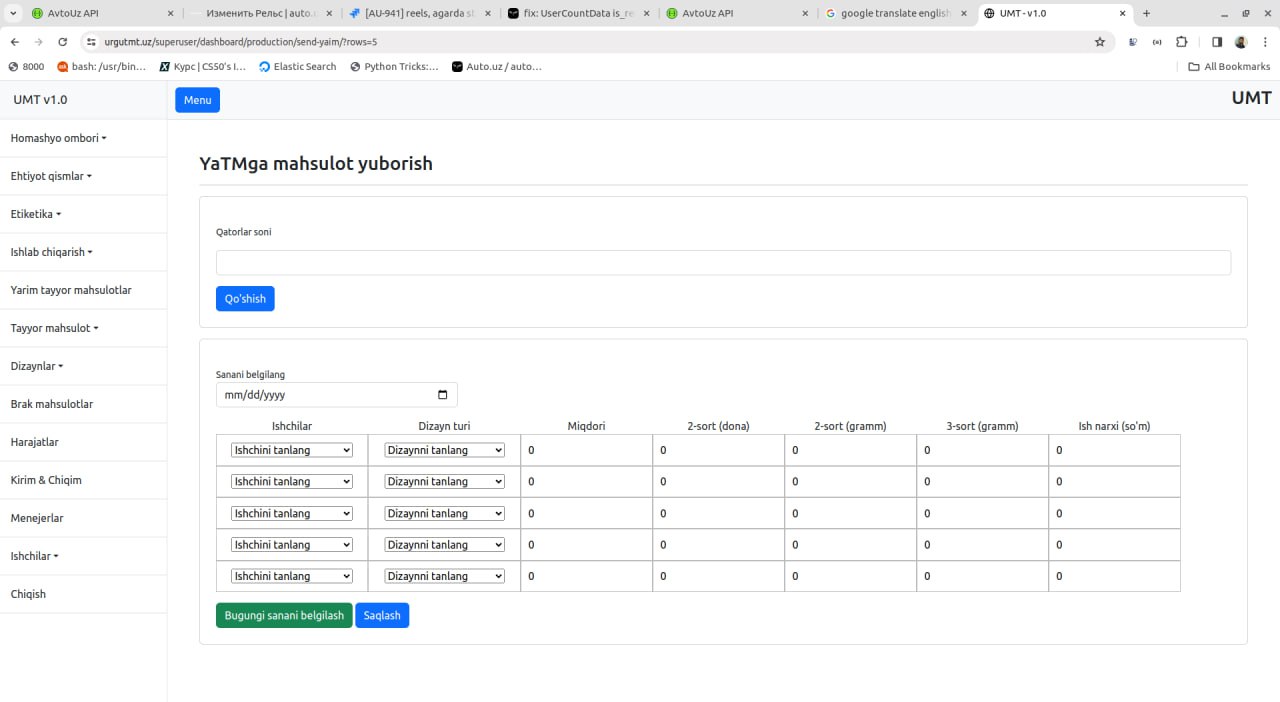 AvtoUz API
Изменить Рельс | auto.
[AU-941] reels, agarda st
fix: UserCountData is_re
AvtoUz API
google translate english
UMT - v1.0
urgutmt.uz/superuser/dashboard/production/send-yaim/?rows=5
8000
bash: /usr/bin...
Курс | CS50's I...
Elastic Search
Python Tricks:...
Auto.uz / auto...
All Bookmarks
UMT v1.0
Menu
UMT
Homashyo ombori
Ehtiyot qismlar
Etiketika
Ishlab chiqarish
Yarim tayyor mahsulotlar
Tayyor mahsulot
Dizaynlar
Brak mahsulotlar
Harajatlar
Kirim & Chiqim
Menejerlar
Ishchilar
Chiqish
YaTMga mahsulot yuborish
Qatorlar soni
Qo'shish
Sanani belgilang
mm/dd/yyyy
Ishchilar Dizayn turi Miqdori 2-sort (dona) 2-sort (gramm) 3-sort (gramm) Ish narxi (so'm)
Ishchini tanlang Dizaynni tanlang 0 0 0 0 0
Ishchini tanlang Dizaynni tanlang 0 0 0 0 0
Ishchini tanlang Dizaynni tanlang 0 0 0 0 0
Ishchini tanlang Dizaynni tanlang 0 0 0 0 0
Ishchini tanlang Dizaynni tanlang 0 0 0 0 0
Bugungi sanani belgilash Saqlash